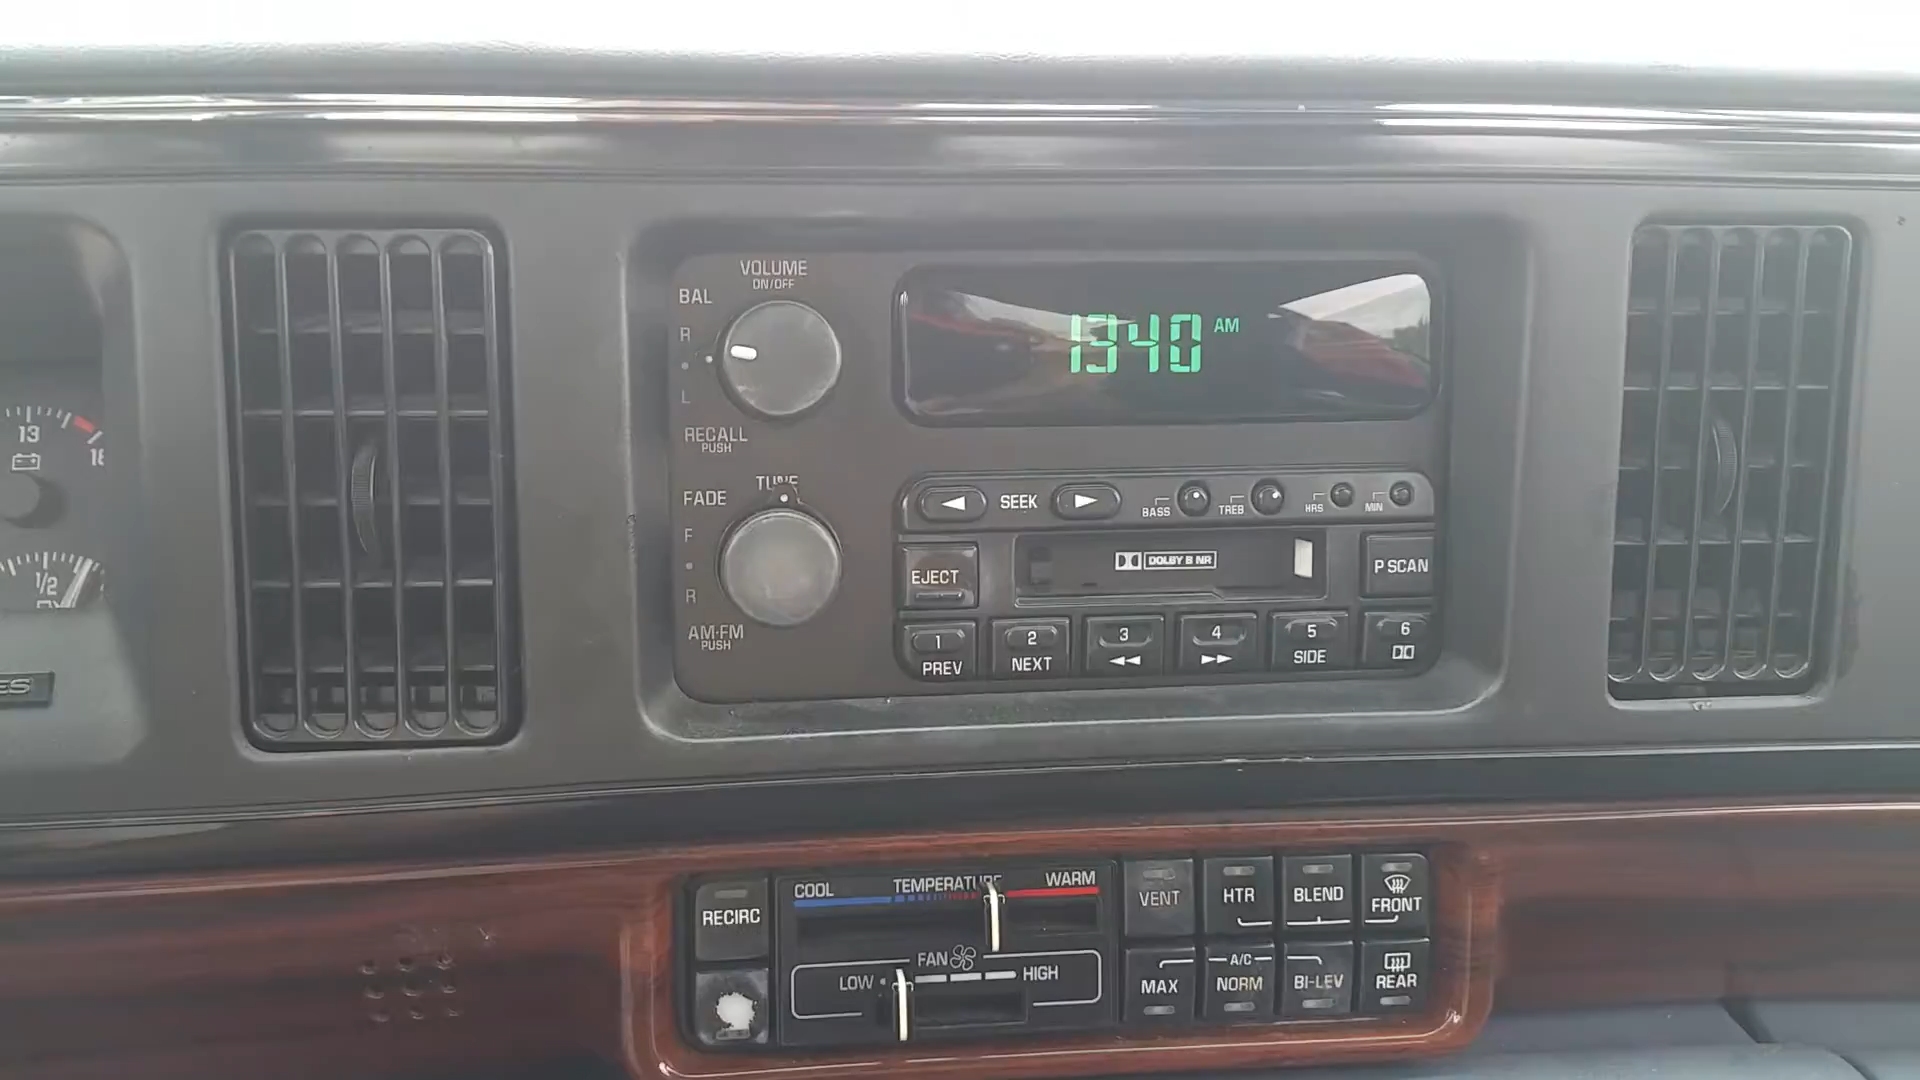 VOLUME
ON/OFF
BAL
R
L
RECALL
PUSH
1340 AM
13
1/2
FADE
TUNE
F
R
AM-FM
PUSH
SEEK
BASS
TREB
HRS
MIN
EJECT
DOLBY B NR
P SCAN
1
PREV
2
NEXT
3
4
5
SIDE
6
COOL
TEMPERATURE
WARM
RECIRC
FAN
LOW
HIGH
VENT
HTR
BLEND
FRONT
A/C
MAX
NORM
BI-LEV
REAR